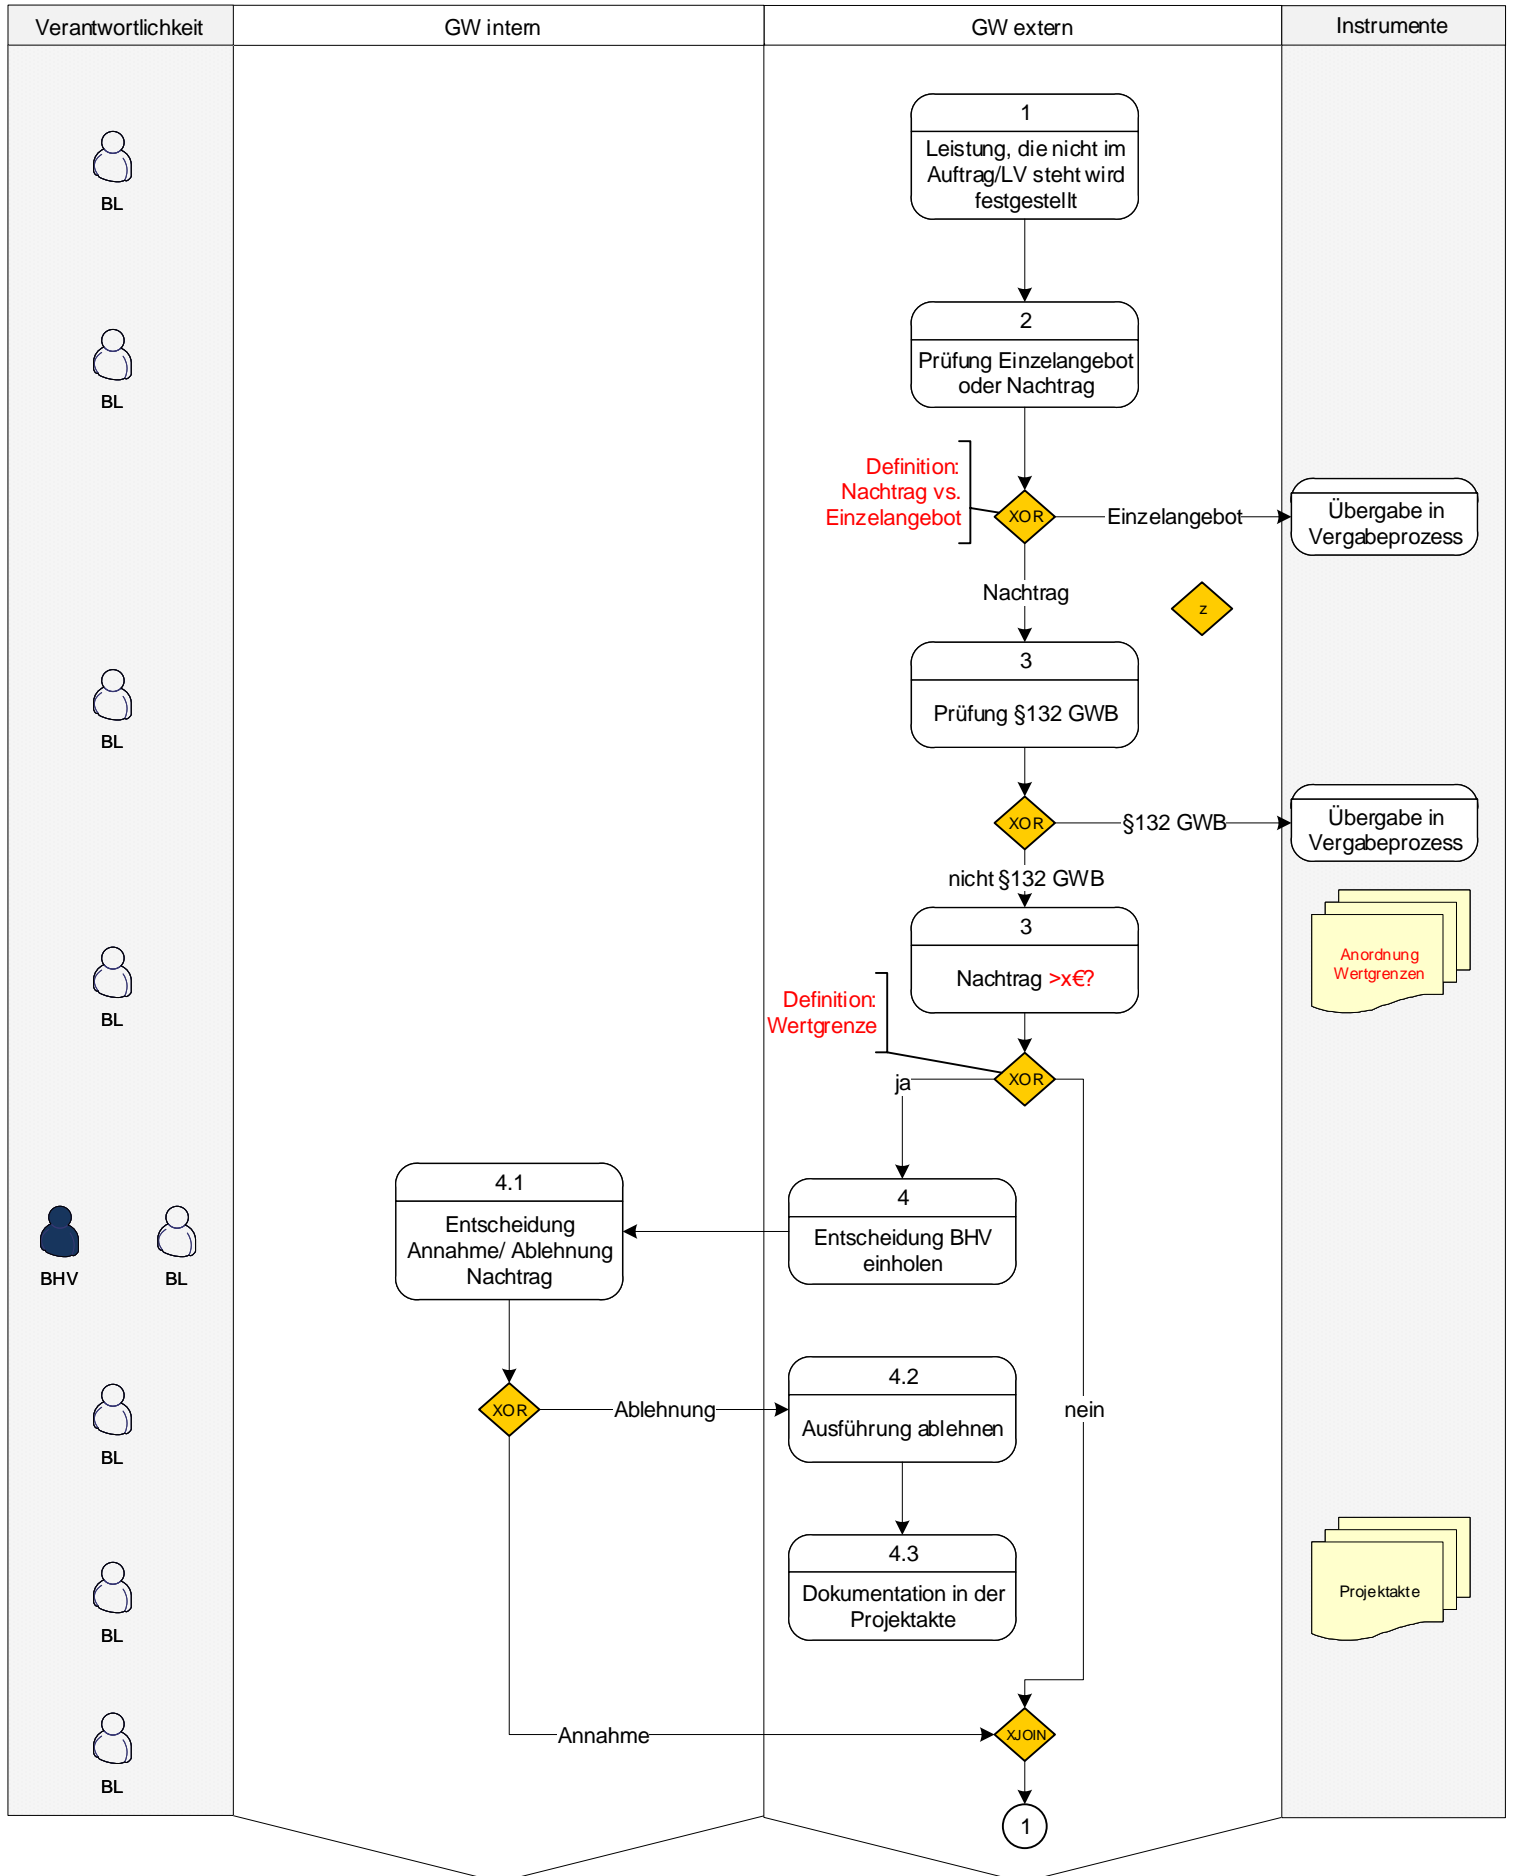 Verantwortlichkeit
GW intern
GW extern
Instrumente
1
Leistung, die nicht im
Auftrag/LV steht wird
festgestellt
BL
2
Prüfung Einzelangebot
oder Nachtrag
BL
Definition:
Nachtrag vs.
Einzelangebot
XOR
Einzelangebot
Übergabe in
Vergabeprozess
Nachtrag
z
3
Prüfung §132 GWB
BL
XOR
§132 GWB
Übergabe in
Vergabeprozess
nicht §132 GWB
3
Nachtrag >x€?
BL
Anordnung
Wertgrenzen
Definition:
Wertgrenze
XOR
ja
nein
4.1
Entscheidung
Annahme/ Ablehnung
Nachtrag
4
Entscheidung BHV
einholen
BHV
BL
XOR
Ablehnung
4.2
Ausführung ablehnen
BL
4.3
Dokumentation in der
Projektakte
BL
Projektakte
Annahme
XJOIN
BL
1